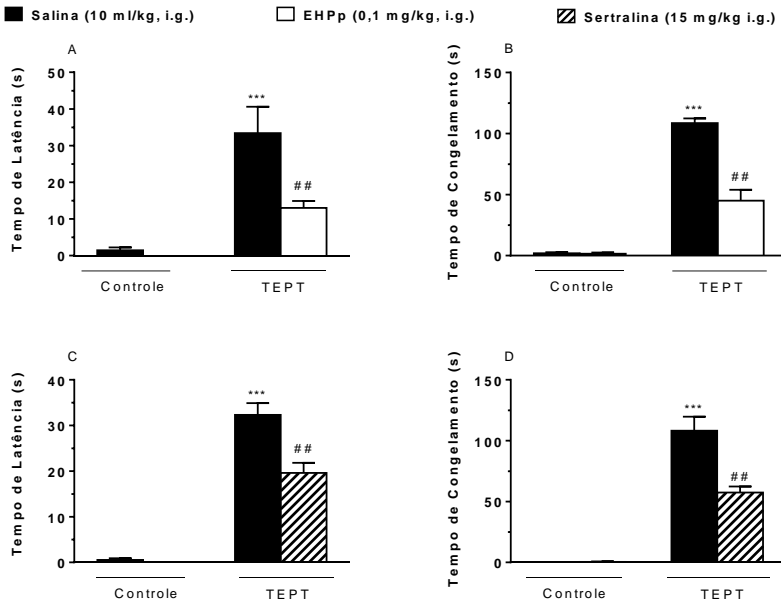 Salina (10 ml/kg, i.g.) EHPp (0,1 mg/kg, i.g.) Sertralina (15 mg/kg i.g.)
A
Tempo de Latência (s)
50
40
30
20
10
0
***
##
Controle TEPT
B
Tempo de Congelamento (s)
150
100
50
0
***
##
Controle TEPT
C
Tempo de Latência (s)
40
30
20
10
0
***
##
Controle TEPT
D
Tempo de Congelamento (s)
150
100
50
0
***
##
Controle TEPT